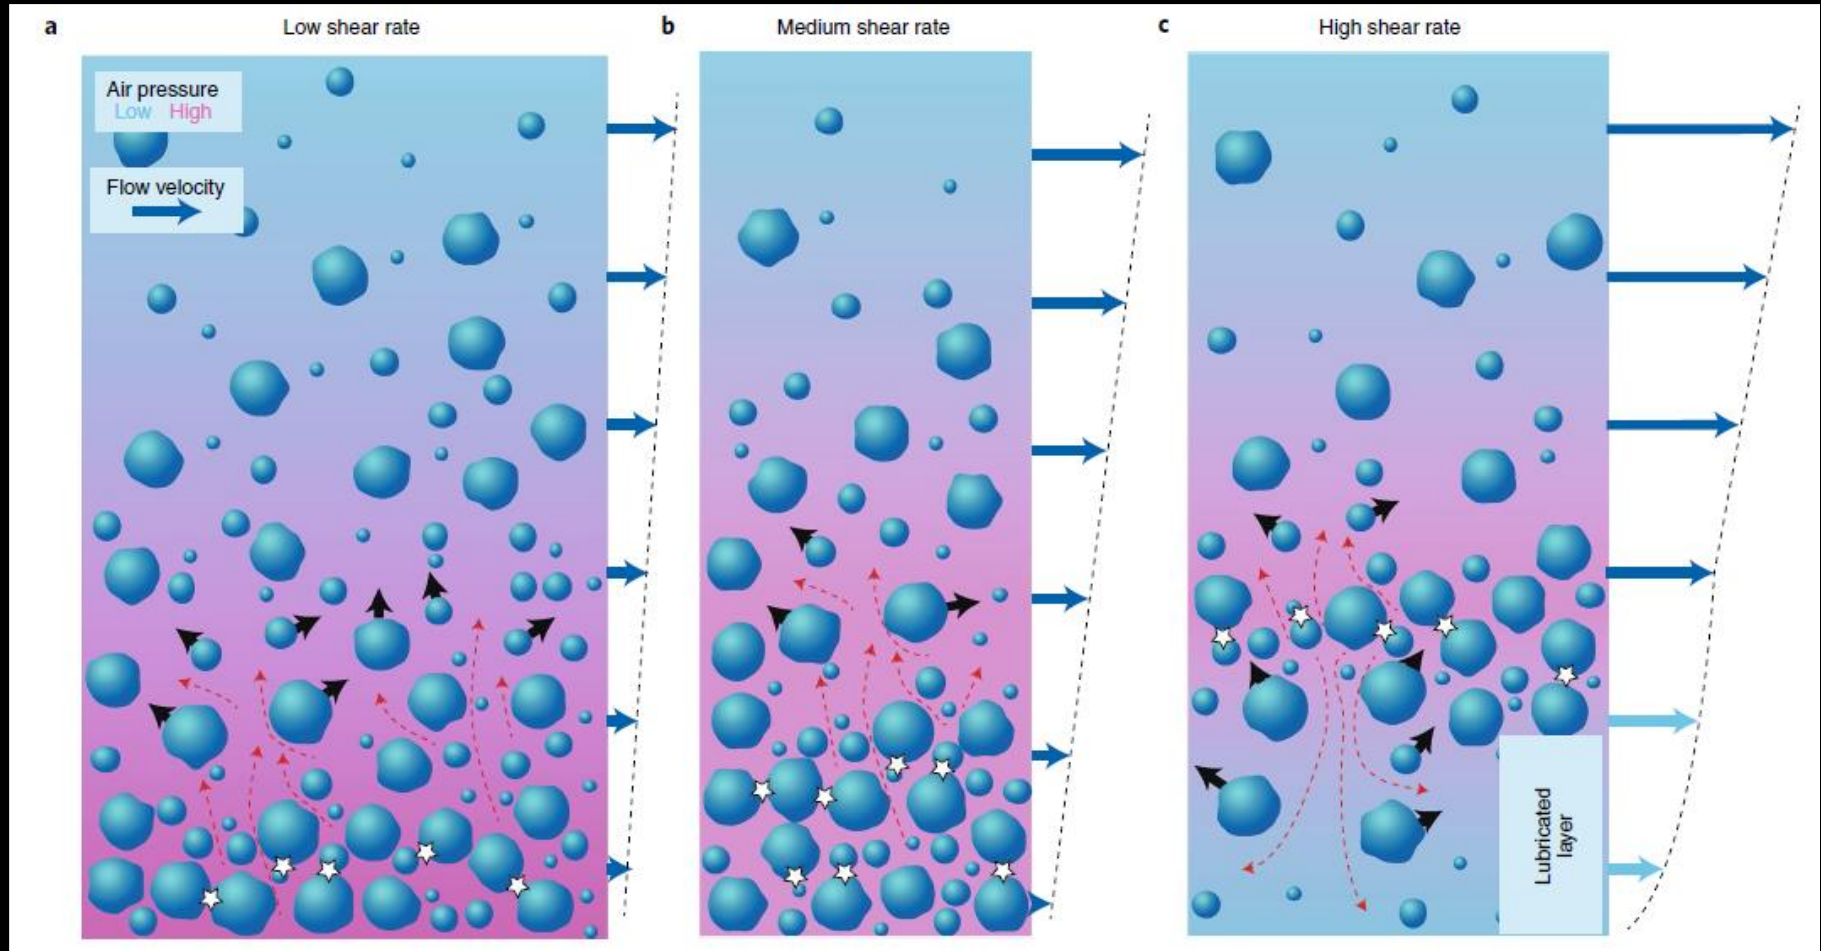 a
Low shear rate
b
Medium shear rate
c
High shear rate
Air pressure
Low High
Flow velocity
Lubricated
layer